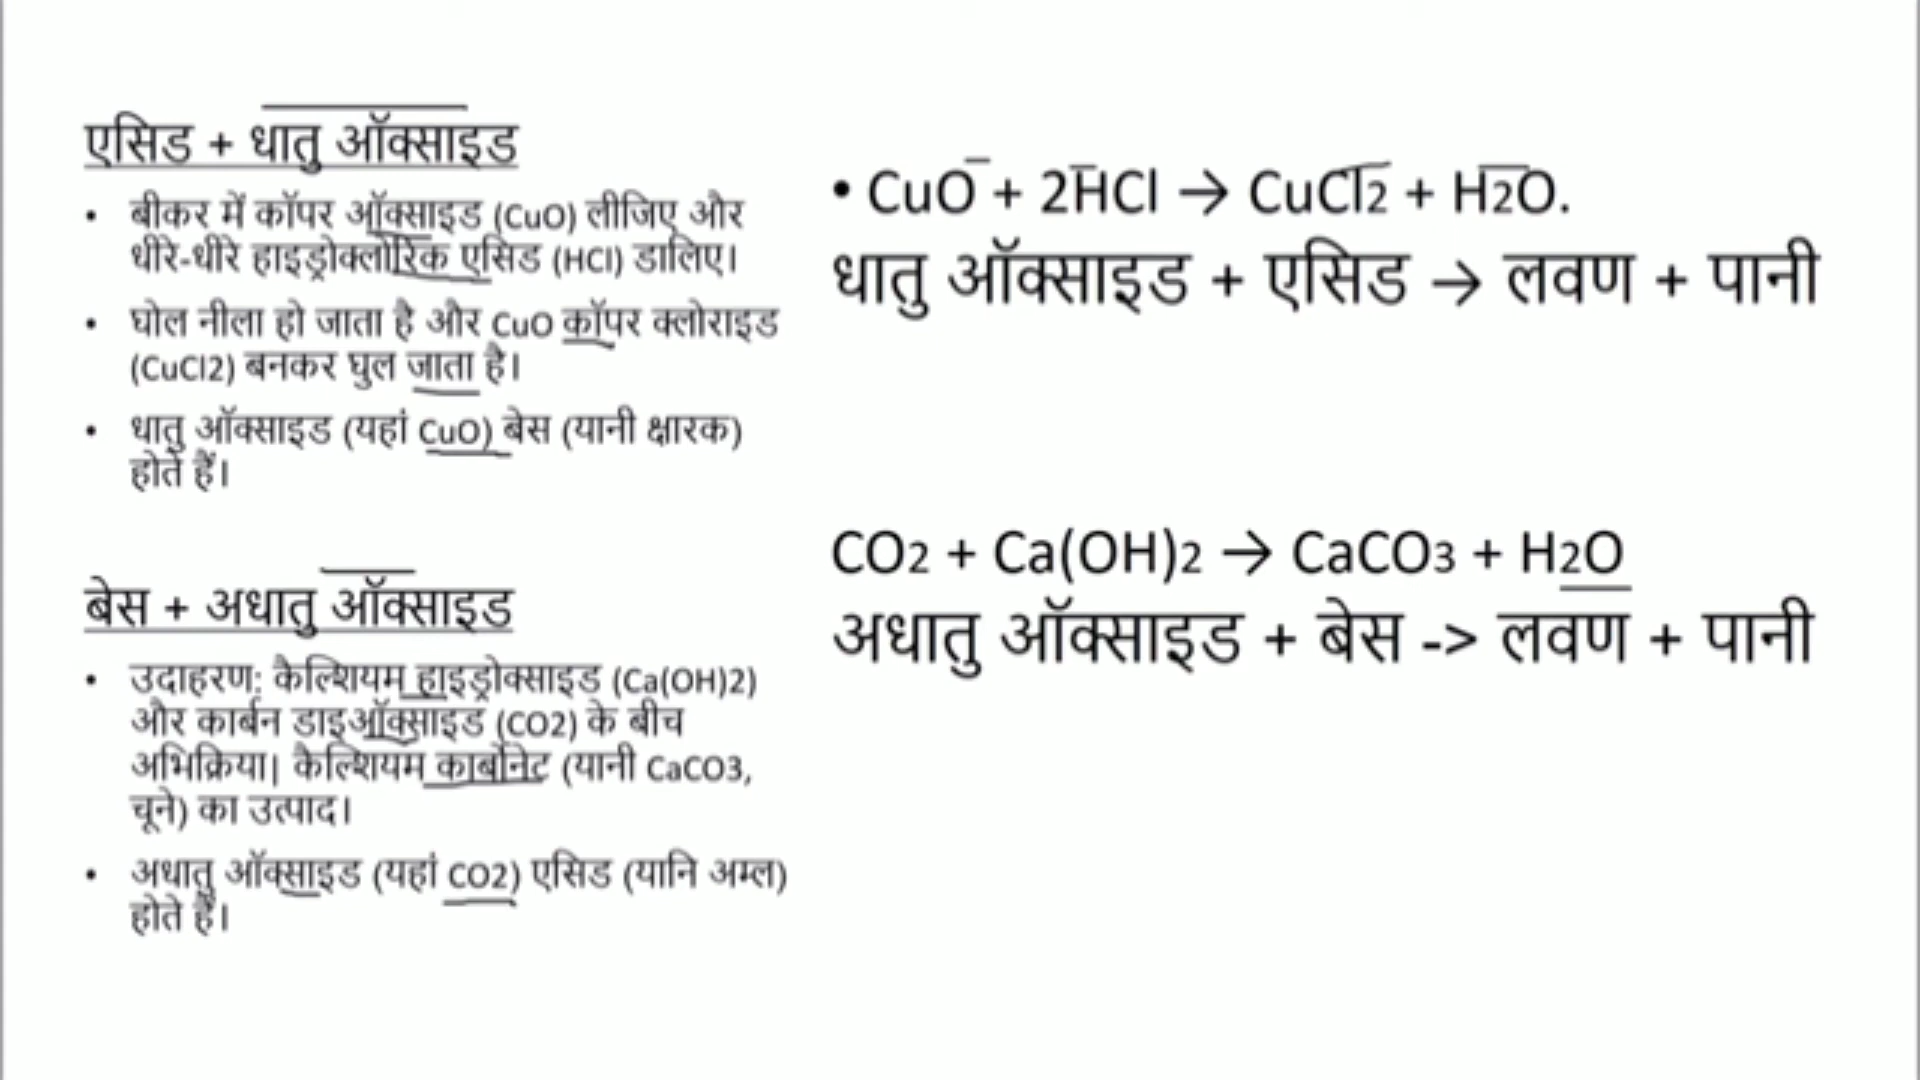 एसिड + धातु ऑक्साइड
• बीकर में कॉपर ऑक्साइड (CuO) लीजिए और
धीरे-धीरे हाइड्रोक्लोरिक एसिड (HCl) डालिए।
• घोल नीला हो जाता है और CuO कॉपर क्लोराइड
(CuCl2) बनकर घुल जाता है।
• धातु ऑक्साइड (यहां CuO) बेस (यानी क्षारक)
होते हैं।
बेस + अधातु ऑक्साइड
• उदाहरण: कैल्शियम हाइड्रोक्साइड (Ca(OH)2)
और कार्बन डाइऑक्साइड (CO2) के बीच
अभिक्रिया| कैल्शियम कार्बोनेट (यानी CaCO3,
चूने) का उत्पाद।
• अधातु ऑक्साइड (यहां CO2) एसिड (यानि अम्ल)
होते हैं।
• CuO + 2HCl → CuCl2 + H2O.
धातु ऑक्साइड + एसिड → लवण + पानी
CO2 + Ca(OH)2 → CaCO3 + H2O
अधातु ऑक्साइड + बेस -> लवण + पानी